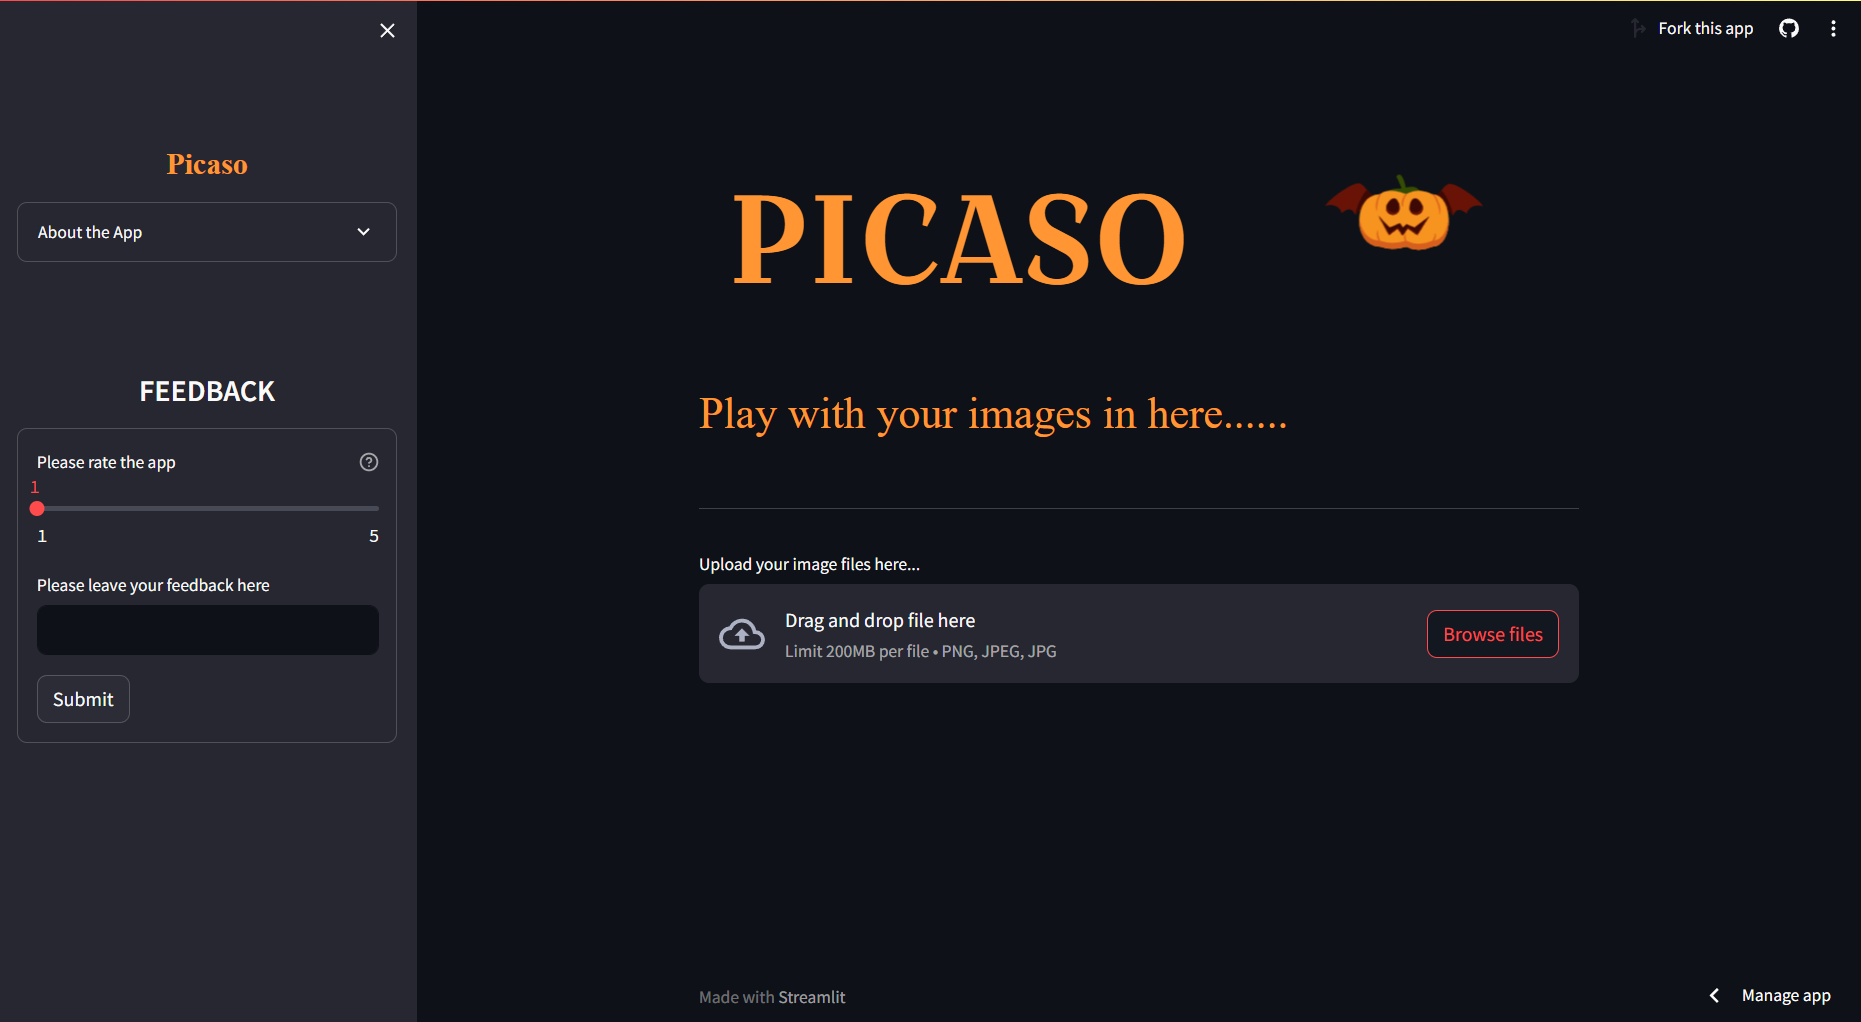 Fork this app
Picaso
About the App
FEEDBACK
Please rate the app
1
1 5
Please leave your feedback here
Submit
PICASO
Play with your images in here......
Upload your image files here...
Drag and drop file here
Limit 200MB per file • PNG, JPEG, JPG
Browse files
Made with Streamlit
Manage app